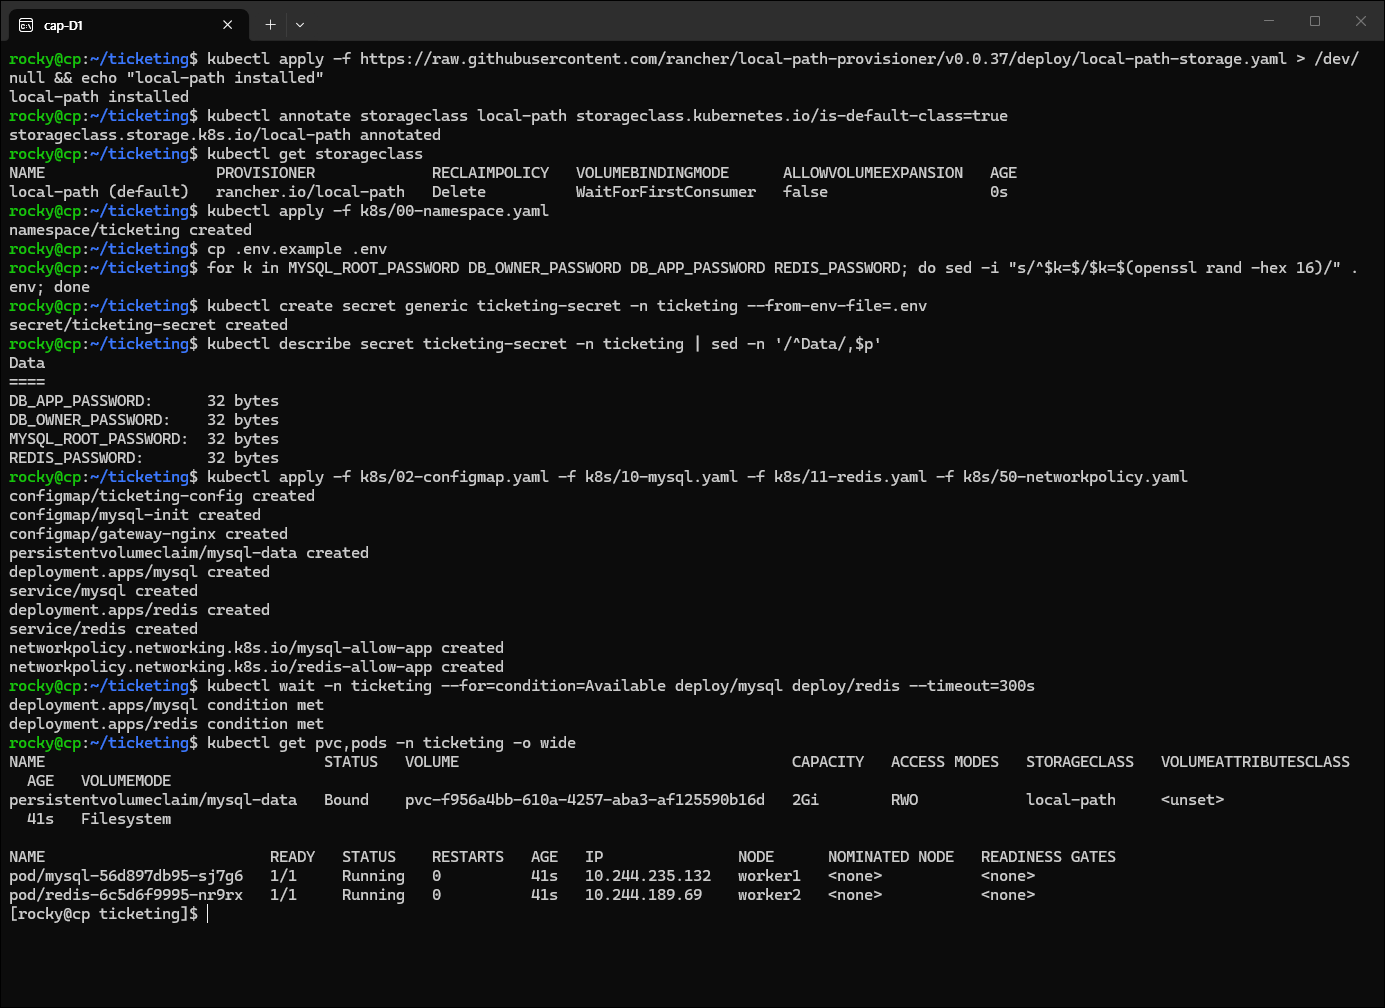 cap-D1
rocky@cp:~/ticketing$ kubectl apply -f https://raw.githubusercontent.com/rancher/local-path-provisioner/v0.0.37/deploy/local-path-storage.yaml > /dev/
null && echo "local-path installed"
local-path installed
rocky@cp:~/ticketing$ kubectl annotate storageclass local-path storageclass.kubernetes.io/is-default-class=true
storageclass.storage.k8s.io/local-path annotated
rocky@cp:~/ticketing$ kubectl get storageclass
NAME                   PROVISIONER             RECLAIMPOLICY   VOLUMEBINDINGMODE      ALLOWVOLUMEEXPANSION   AGE
local-path (default)   rancher.io/local-path   Delete          WaitForFirstConsumer   false                  0s
rocky@cp:~/ticketing$ kubectl apply -f k8s/00-namespace.yaml
namespace/ticketing created
rocky@cp:~/ticketing$ cp .env.example .env
rocky@cp:~/ticketing$ for k in MYSQL_ROOT_PASSWORD DB_OWNER_PASSWORD DB_APP_PASSWORD REDIS_PASSWORD; do sed -i "s/^$k=$/$k=$(openssl rand -hex 16)/" .
env; done
rocky@cp:~/ticketing$ kubectl create secret generic ticketing-secret -n ticketing --from-env-file=.env
secret/ticketing-secret created
rocky@cp:~/ticketing$ kubectl describe secret ticketing-secret -n ticketing | sed -n '/^Data/,$p'
Data
====
DB_APP_PASSWORD:      32 bytes
DB_OWNER_PASSWORD:    32 bytes
MYSQL_ROOT_PASSWORD:  32 bytes
REDIS_PASSWORD:       32 bytes
rocky@cp:~/ticketing$ kubectl apply -f k8s/02-configmap.yaml -f k8s/10-mysql.yaml -f k8s/11-redis.yaml -f k8s/50-networkpolicy.yaml
configmap/ticketing-config created
configmap/mysql-init created
configmap/gateway-nginx created
persistentvolumeclaim/mysql-data created
deployment.apps/mysql created
service/mysql created
deployment.apps/redis created
service/redis created
networkpolicy.networking.k8s.io/mysql-allow-app created
networkpolicy.networking.k8s.io/redis-allow-app created
rocky@cp:~/ticketing$ kubectl wait -n ticketing --for=condition=Available deploy/mysql deploy/redis --timeout=300s
deployment.apps/mysql condition met
deployment.apps/redis condition met
rocky@cp:~/ticketing$ kubectl get pvc,pods -n ticketing -o wide
NAME                               STATUS   VOLUME                                     CAPACITY   ACCESS MODES   STORAGECLASS   VOLUMEATTRIBUTESCLASS
  AGE   VOLUMEMODE
persistentvolumeclaim/mysql-data   Bound    pvc-f956a4bb-610a-4257-aba3-af125590b16d   2Gi        RWO            local-path     <unset>
  41s   Filesystem
NAME                         READY   STATUS    RESTARTS   AGE   IP               NODE      NOMINATED NODE   READINESS GATES
pod/mysql-56d897db95-sj7g6   1/1     Running   0          41s   10.244.235.132   worker1   <none>           <none>
pod/redis-6c5d6f9995-nr9rx   1/1     Running   0          41s   10.244.189.69    worker2   <none>           <none>
[rocky@cp ticketing]$